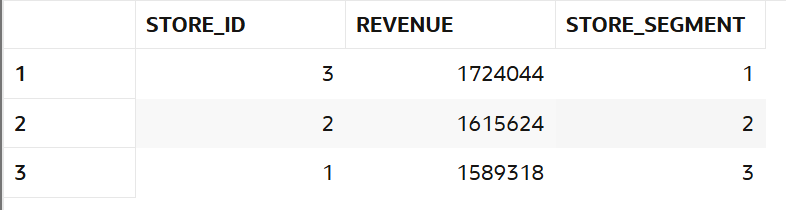 STORE_ID REVENUE STORE_SEGMENT
1 3 1724044 1
2 2 1615624 2
3 1 1589318 3